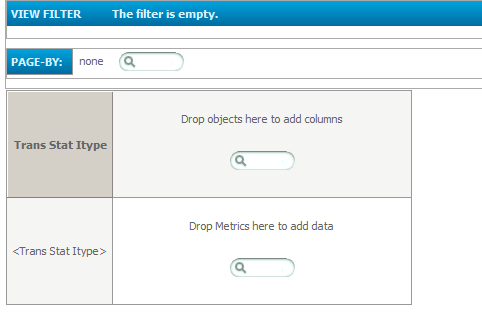 VIEW FILTER The filter is empty.
PAGE-BY: none
Drop objects here to add columns
Trans Stat Itype
Drop Metrics here to add data
<Trans Stat Itype>